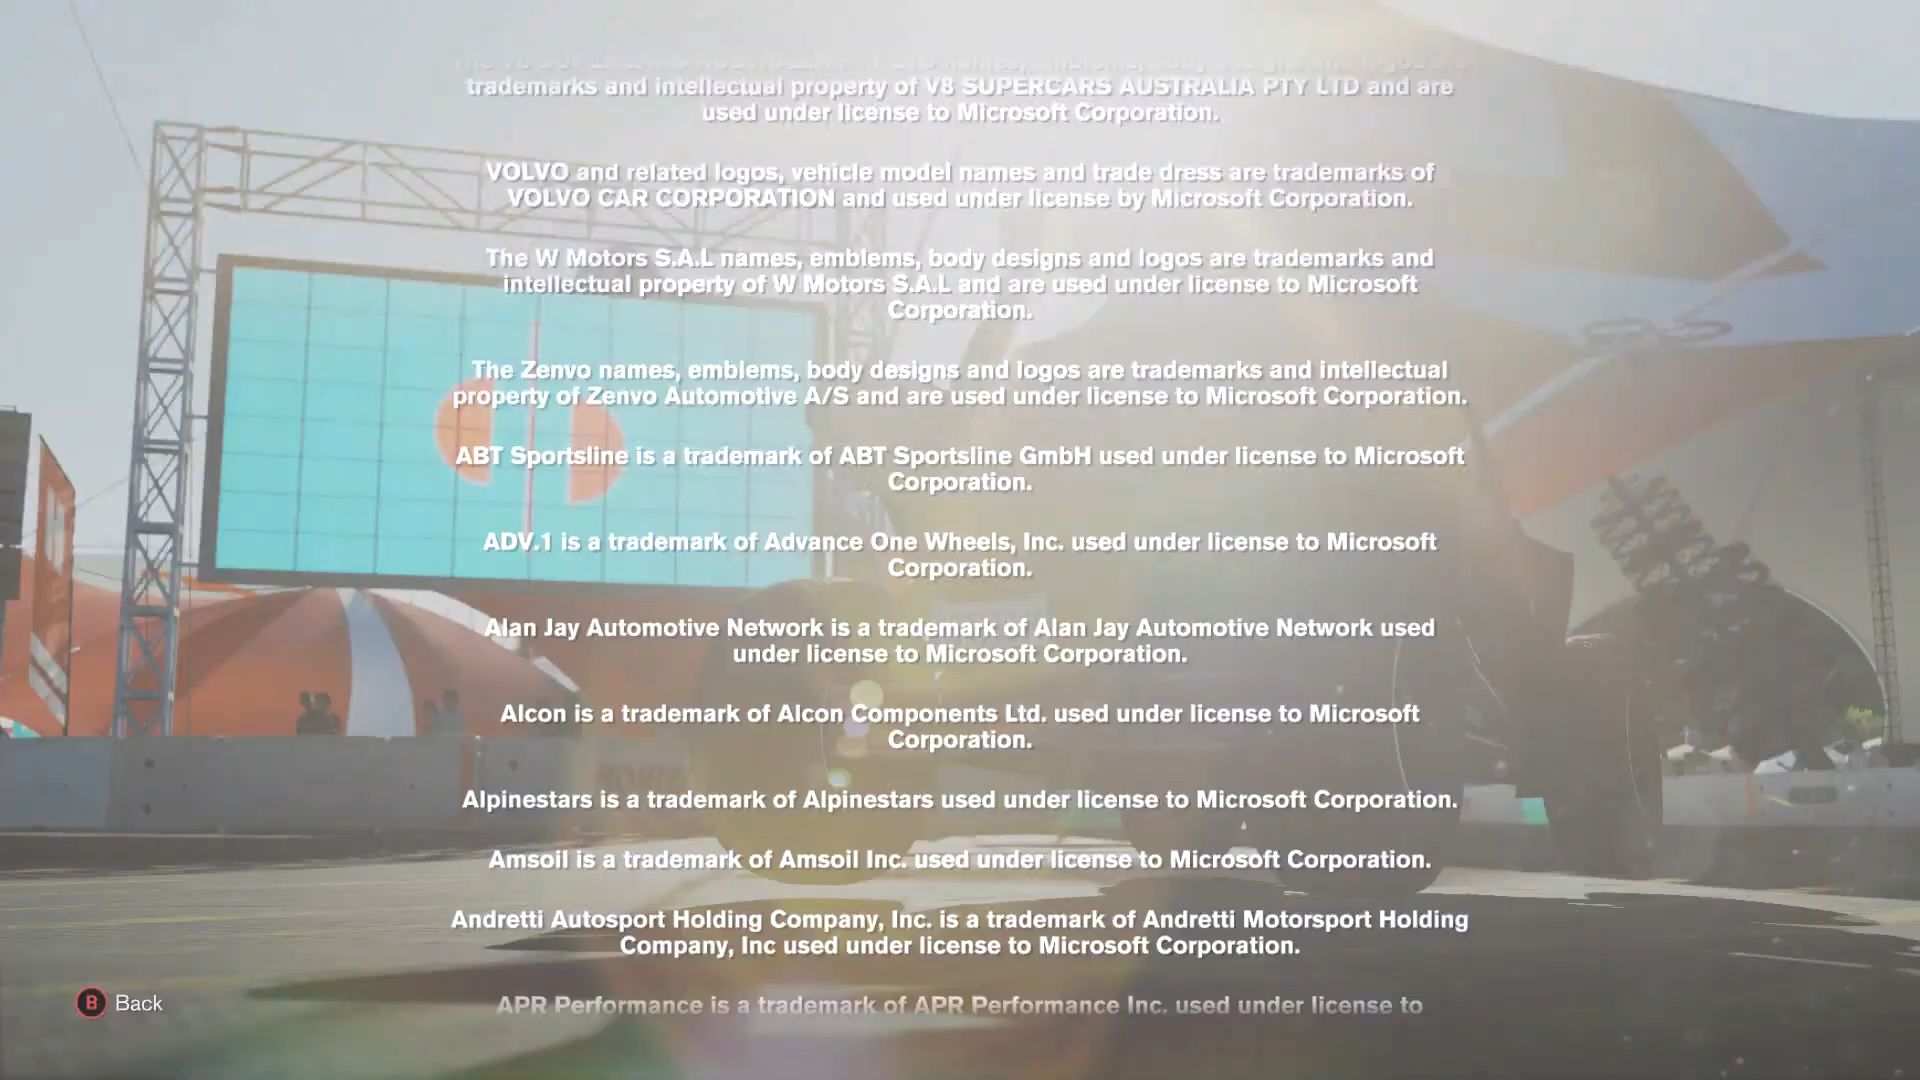 trademarks and intellectual property of V8 SUPERCARS AUSTRALIA PTY LTD and are
used under license to Microsoft Corporation.
VOLVO and related logos, vehicle model names and trade dress are trademarks of
VOLVO CAR CORPORATION and used under license by Microsoft Corporation.
The W Motors S.A.L names, emblems, body designs and logos are trademarks and
intellectual property of W Motors S.A.L and are used under license to Microsoft
Corporation.
The Zenvo names, emblems, body designs and logos are trademarks and intellectual
property of Zenvo Automotive A/S and are used under license to Microsoft Corporation.
ABT Sportsline is a trademark of ABT Sportsline GmbH used under license to Microsoft
Corporation.
ADV.1 is a trademark of Advance One Wheels, Inc. used under license to Microsoft
Corporation.
Alan Jay Automotive Network is a trademark of Alan Jay Automotive Network used
under license to Microsoft Corporation.
Alcon is a trademark of Alcon Components Ltd. used under license to Microsoft
Corporation.
Alpinestars is a trademark of Alpinestars used under license to Microsoft Corporation.
Amsoil is a trademark of Amsoil Inc. used under license to Microsoft Corporation.
Andretti Autosport Holding Company, Inc. is a trademark of Andretti Motorsport Holding
Company, Inc used under license to Microsoft Corporation.
B Back
APR Performance is a trademark of APR Performance Inc. used under license to